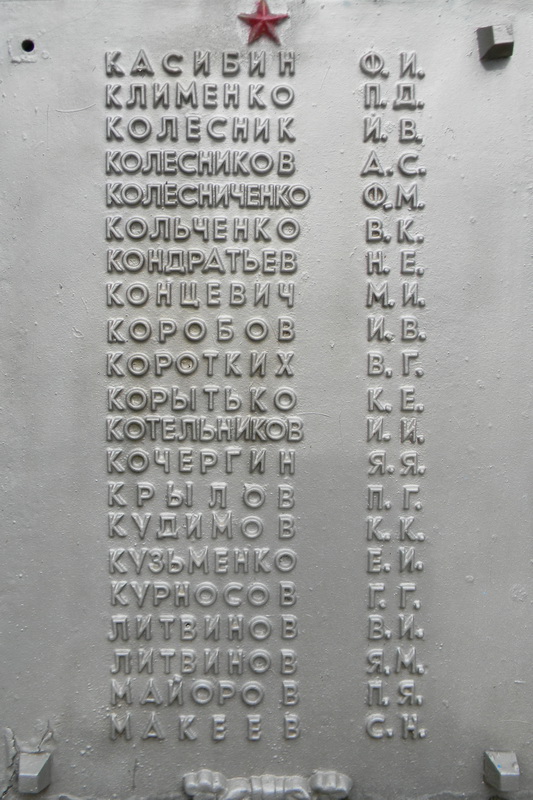 КАСИБИН Ф. И.
КЛИМЕНКО П. Д.
КОЛЕСНИК И. В.
КОЛЕСНИКОВ А. С.
КОЛЕСНИЧЕНКО Ф. М.
КОЛЬЧЕНКО В. К.
КОНДРАТЬЕВ Н. Е.
КОНЦЕВИЧ М. И.
КОРОБОВ И. В.
КОРОТКИХ В. Г.
КОРЫТЬКО К. Е.
КОТЕЛЬНИКОВ И. И.
КОЧЕРГИН Я. Я.
КРЫЛОВ П. Г.
КУДИМОВ К. К.
КУЗЬМЕНКО Е. И.
КУРНОСОВ Г. Г.
ЛИТВИНОВ В. И.
ЛИТВИНОВ Я. М.
МАЙОРОВ П. Я.
МАКЕЕВ С. Н.